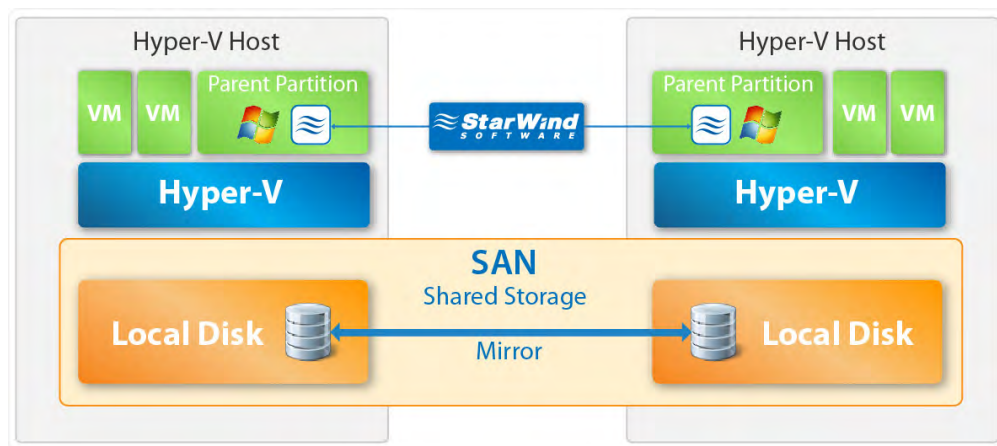 Hyper-V Host
VM
VM
Parent Partition
Hyper-V
StarWind
SOFTWARE
Hyper-V Host
Parent Partition
VM
VM
Hyper-V
SAN
Shared Storage
Local Disk
Mirror
Local Disk